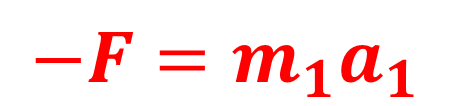 −F = m₁a₁